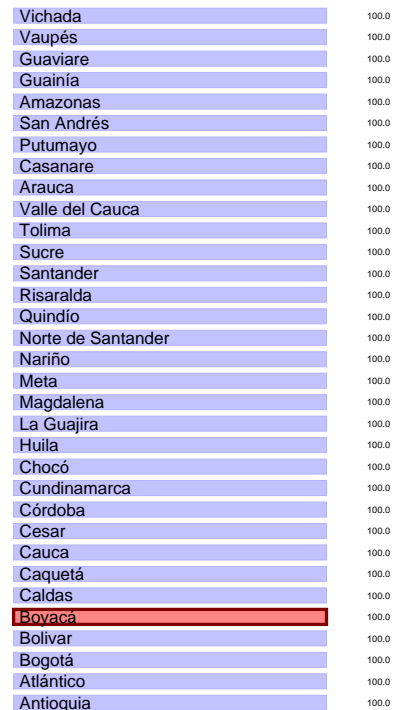 Vichada 100.0
Vaupés 100.0
Guaviare 100.0
Guainía 100.0
Amazonas 100.0
San Andrés 100.0
Putumayo 100.0
Casanare 100.0
Arauca 100.0
Valle del Cauca 100.0
Tolima 100.0
Sucre 100.0
Santander 100.0
Risaralda 100.0
Quindío 100.0
Norte de Santander 100.0
Nariño 100.0
Meta 100.0
Magdalena 100.0
La Guajira 100.0
Huila 100.0
Chocó 100.0
Cundinamarca 100.0
Córdoba 100.0
Cesar 100.0
Cauca 100.0
Caquetá 100.0
Caldas 100.0
Boyacá 100.0
Bolivar 100.0
Bogotá 100.0
Atlántico 100.0
Antioquia 100.0